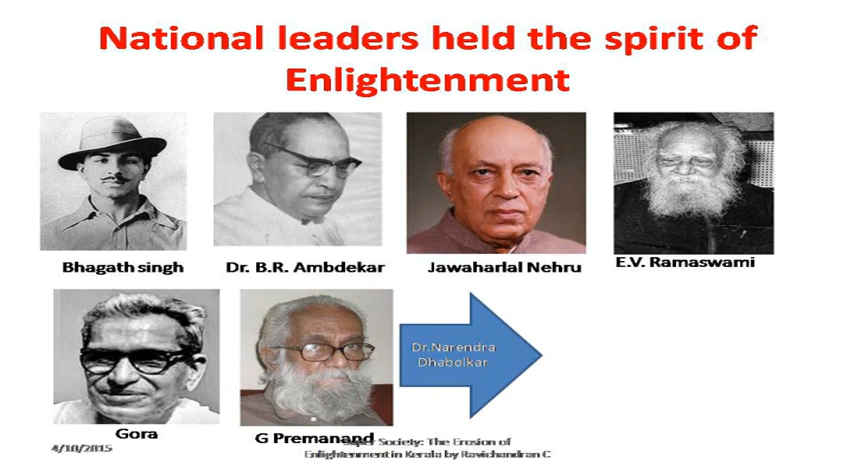 National leaders held the spirit of
Enlightenment
Bhagath singh
Dr. B.R. Ambdekar
Jawaharlal Nehru
E.V. Ramaswami
Dr.Narendra
Dhabolkar
Gora
G Premanand
4/10/2015
Super Society: The Erosion of
Enlightenment in Kerala by Ravichandran C